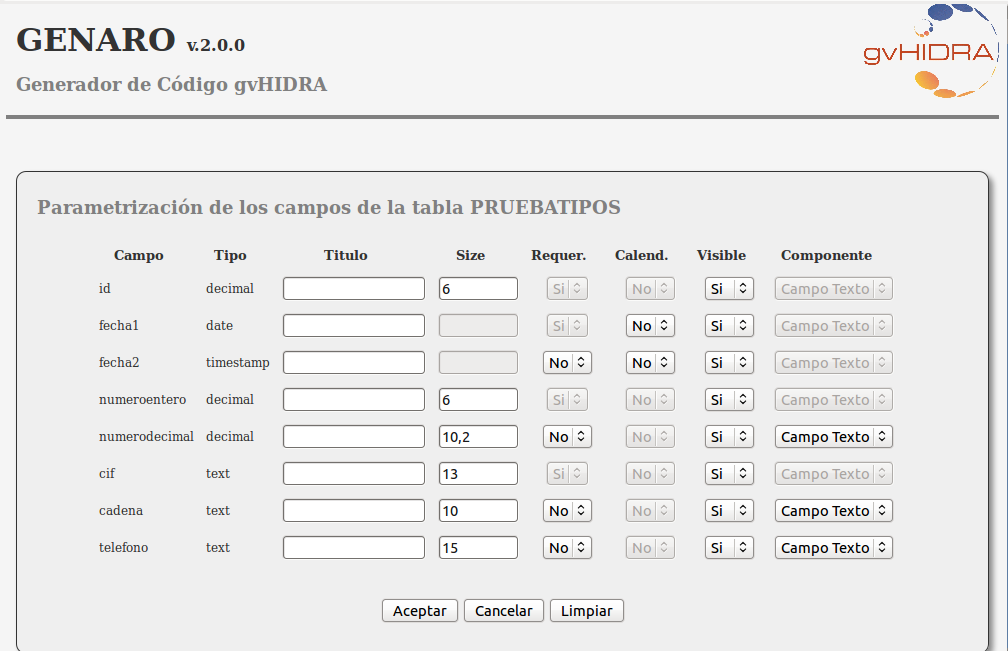 GENARO v.2.0.0
gvHIDRA
Generador de Código gvHIDRA
Parametrización de los campos de la tabla PRUEBATIPOS
Campo Tipo Titulo Size Requer. Calend. Visible Componente
id decimal 6 Si No Si Campo Texto
fecha1 date Si No Si Campo Texto
fecha2 timestamp No No Si Campo Texto
numeroentero decimal 6 Si No Si Campo Texto
numerodecimal decimal 10,2 No No Si Campo Texto
cif text 13 Si No Si Campo Texto
cadena text 10 No No Si Campo Texto
telefono text 15 No No Si Campo Texto
Aceptar Cancelar Limpiar